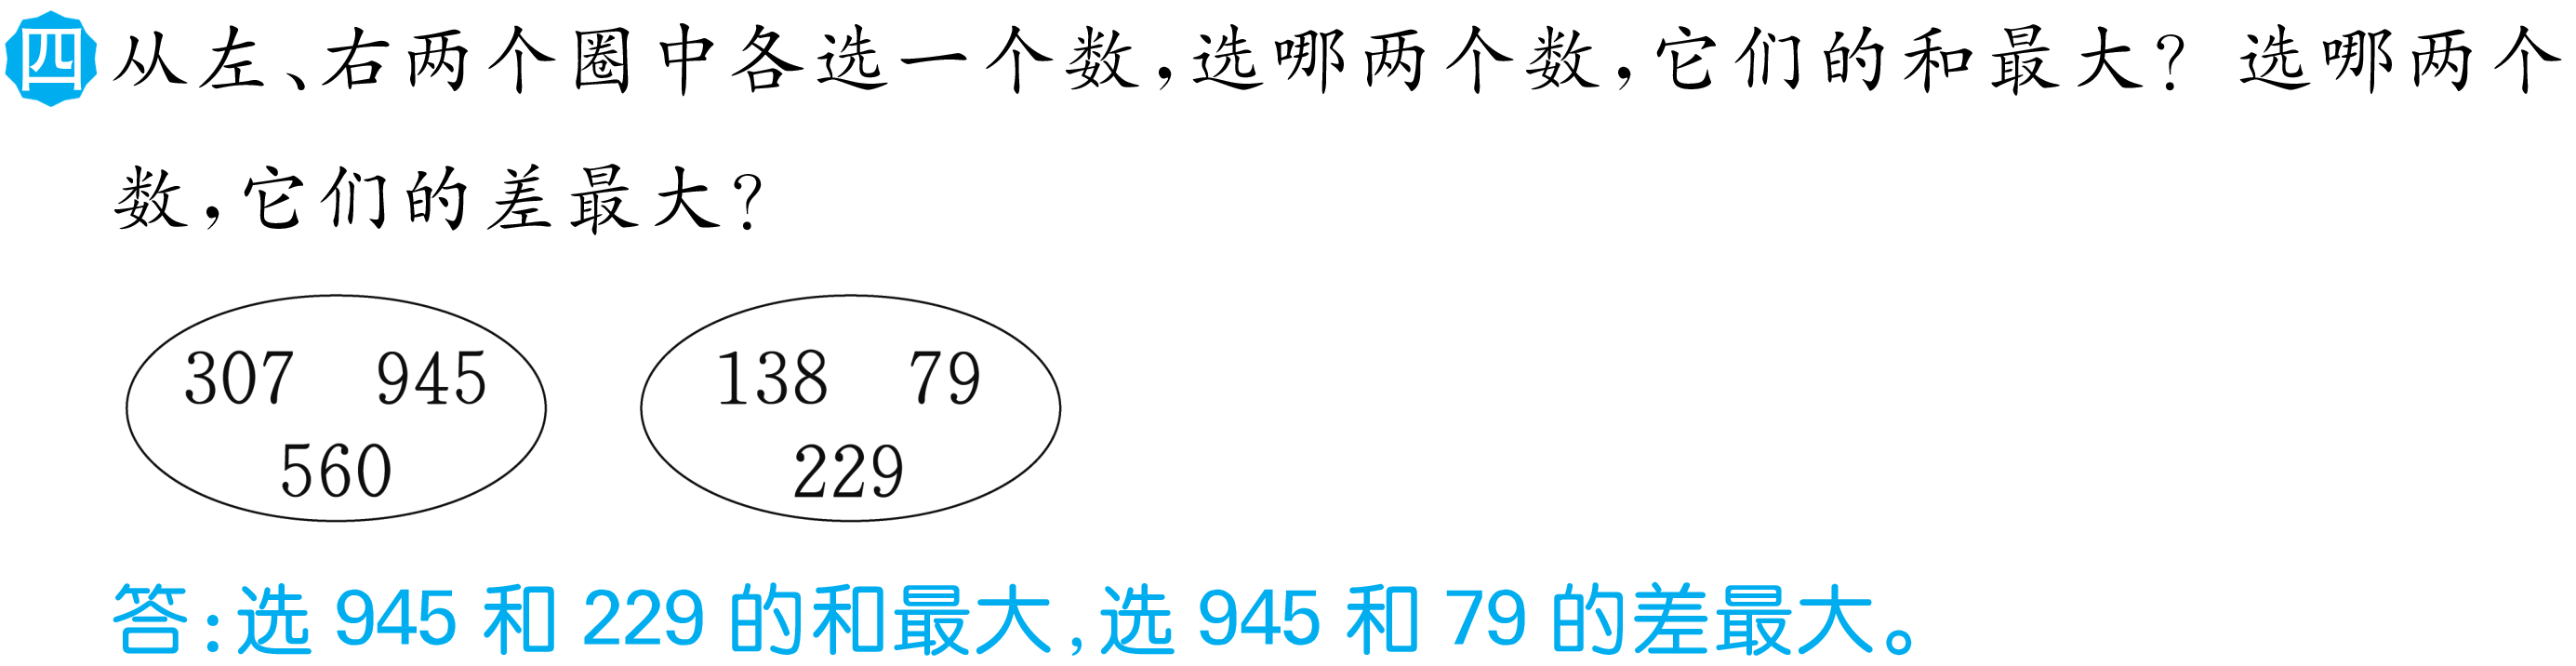 四 从左、右两个圈中各选一个数,选哪两个数,它们的和最大? 选哪两个
数,它们的差最大?
307 945 138 79
560 229
答:选 945 和 229 的和最大,选 945 和 79 的差最大。